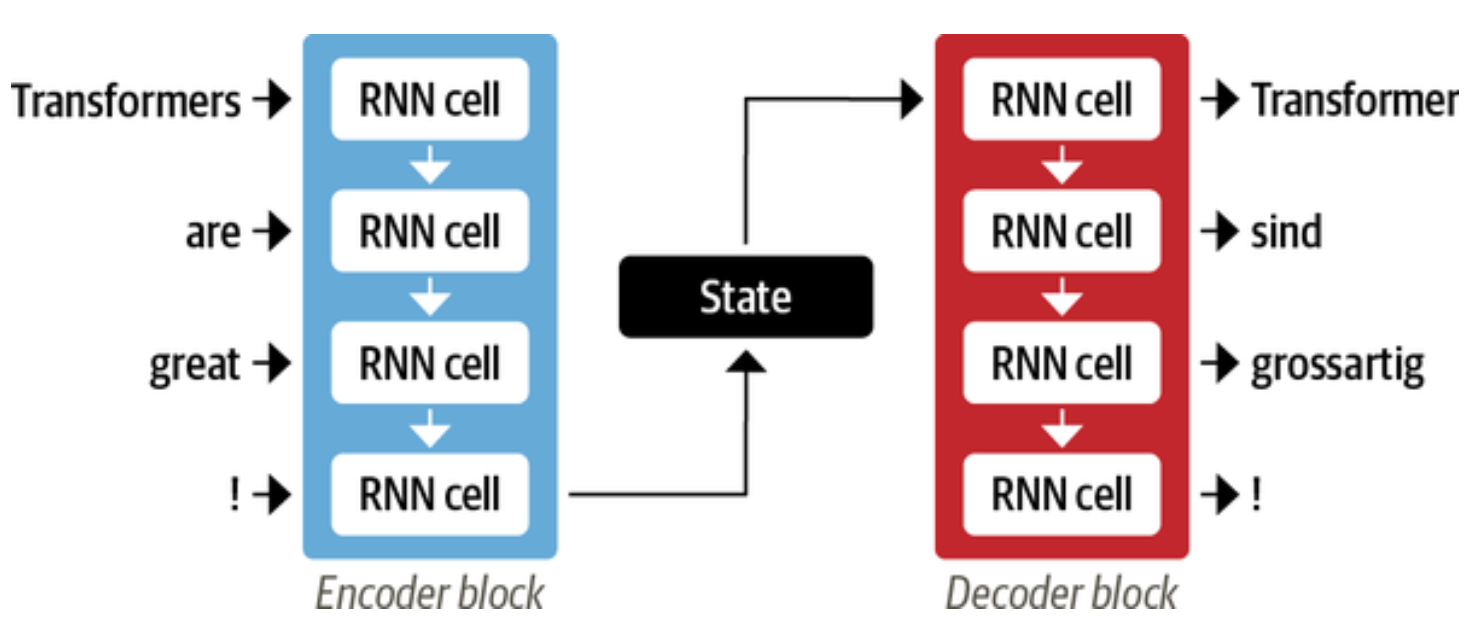 Transformers
RNN cell
RNN cell
Transformer
are
RNN cell
RNN cell
sind
State
great
RNN cell
RNN cell
grossartig
!
RNN cell
RNN cell
!
Encoder block
Decoder block